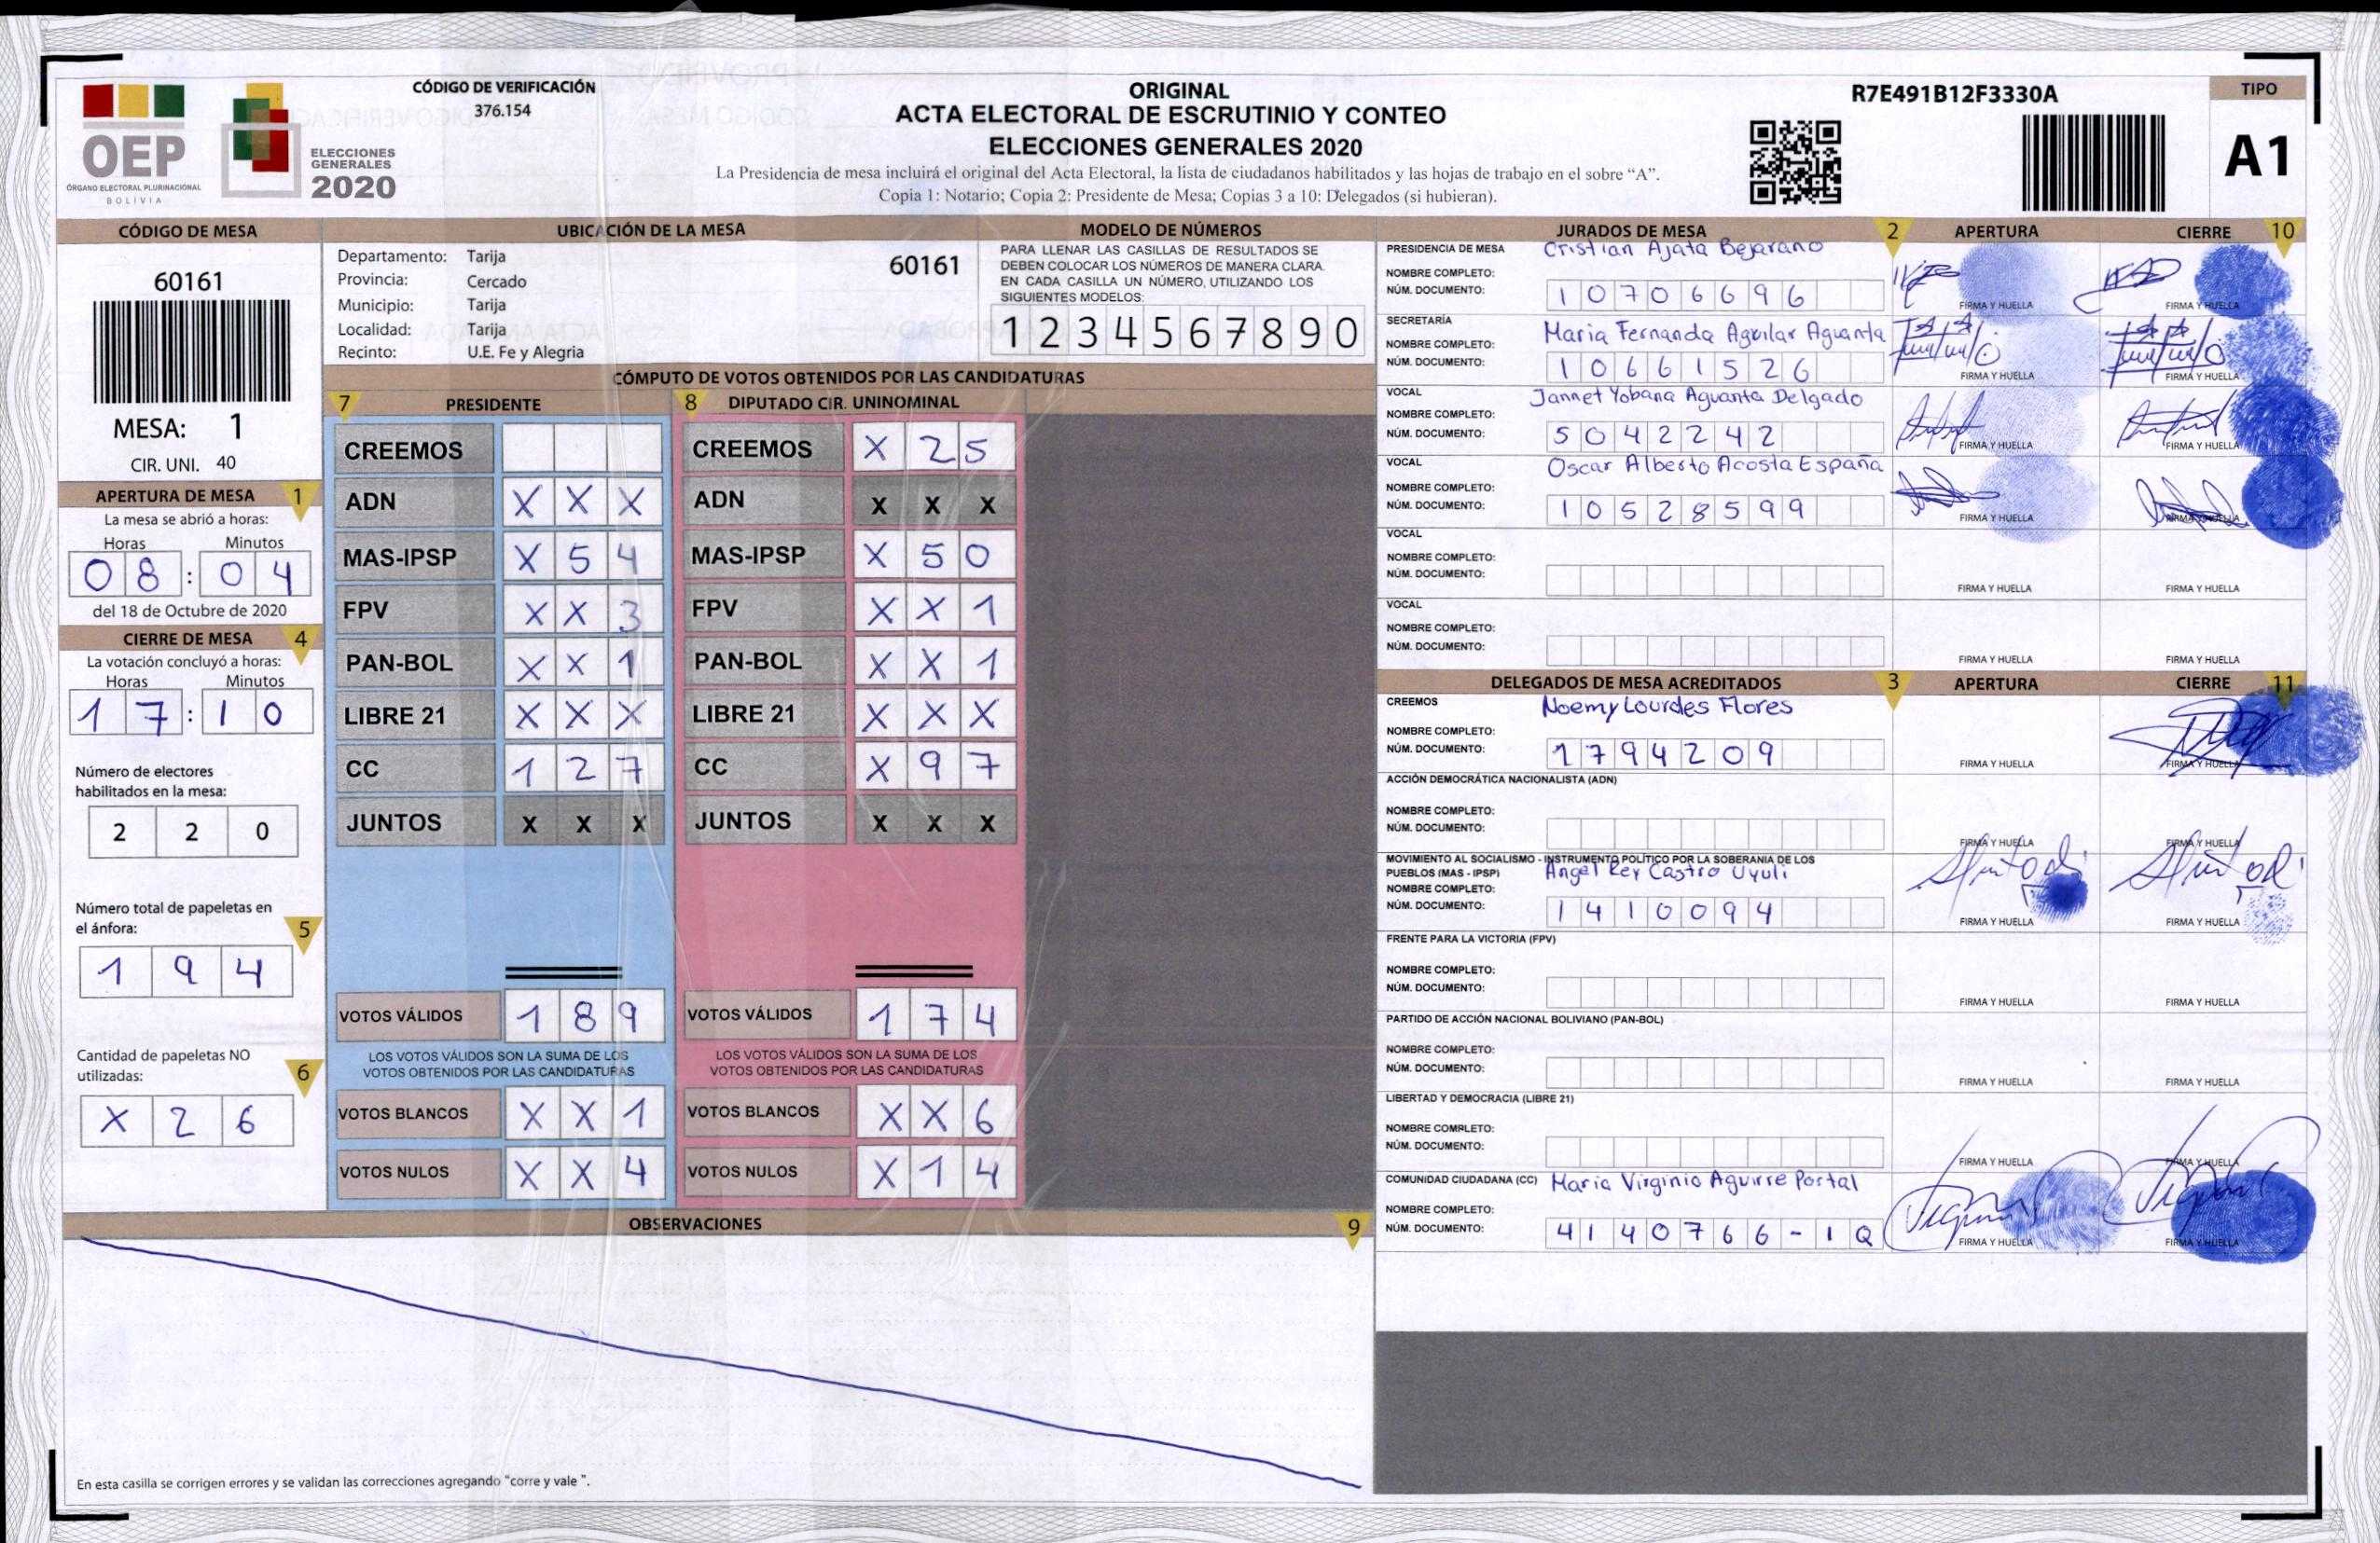 OEP
ÓRGANO ELECTORAL PLURINACIONAL
BOLIVIA
ELECCIONES
GENERALES
2020
CÓDIGO DE VERIFICACIÓN
376.154
ORIGINAL
ACTA ELECTORAL DE ESCRUTINIO Y CONTEO
ELECCIONES GENERALES 2020
La Presidencia de mesa incluirá el original del Acta Electoral, la lista de ciudadanos habilitados y las hojas de trabajo en el sobre “A”.
Copia 1: Notario; Copia 2: Presidente de Mesa; Copias 3 a 10: Delegados (si hubieran).
R7E491B12F3330A
TIPO
A1
CÓDIGO DE MESA
60161
MESA: 1
CIR. UNI. 40
APERTURA DE MESA 1
La mesa se abrió a horas:
Horas Minutos
08:04
del 18 de Octubre de 2020
CIERRE DE MESA 4
La votación concluyó a horas:
Horas Minutos
17:10
Número de electores
habilitados en la mesa:
2 2 0
Número total de papeletas en
el ánfora: 5
1 9 4
Cantidad de papeletas NO
utilizadas: 6
X 2 6
UBICACIÓN DE LA MESA
Departamento: Tarija
Provincia: Cercado
Municipio: Tarija
Localidad: Tarija
Recinto: U.E. Fe y Alegria
60161
MODELO DE NÚMEROS
PARA LLENAR LAS CASILLAS DE RESULTADOS SE
DEBEN COLOCAR LOS NÚMEROS DE MANERA CLARA.
EN CADA CASILLA UN NÚMERO, UTILIZANDO LOS
SIGUIENTES MODELOS:
1 2 3 4 5 6 7 8 9 0
CÓMPUTO DE VOTOS OBTENIDOS POR LAS CANDIDATURAS
7 PRESIDENTE
CREEMOS
ADN X X X
MAS-IPSP X 5 4
FPV X X 3
PAN-BOL X X 1
LIBRE 21 X X X
CC 1 2 7
JUNTOS X X X
VOTOS VÁLIDOS 1 8 9
LOS VOTOS VÁLIDOS SON LA SUMA DE LOS
VOTOS OBTENIDOS POR LAS CANDIDATURAS
VOTOS BLANCOS X X 1
VOTOS NULOS X X 4
8 DIPUTADO CIR. UNINOMINAL
CREEMOS X 2 5
ADN X X X
MAS-IPSP X 5 0
FPV X X 1
PAN-BOL X X 1
LIBRE 21 X X X
CC X 9 7
JUNTOS X X X
VOTOS VÁLIDOS 1 7 4
LOS VOTOS VÁLIDOS SON LA SUMA DE LOS
VOTOS OBTENIDOS POR LAS CANDIDATURAS
VOTOS BLANCOS X X 6
VOTOS NULOS X 1 4
OBSERVACIONES 9
En esta casilla se corrigen errores y se validan las correcciones agregando "corre y vale ".
JURADOS DE MESA 2 APERTURA CIERRE 10
PRESIDENCIA DE MESA Cristian Ajata Bejarano
NOMBRE COMPLETO:
NÚM. DOCUMENTO: 10706696
FIRMA Y HUELLA FIRMA Y HUELLA
SECRETARÍA
NOMBRE COMPLETO: Maria Fernanda Aguilar Aguanta
NÚM. DOCUMENTO: 10661526
FIRMA Y HUELLA FIRMA Y HUELLA
VOCAL Jannet Yobana Aguanta Delgado
NOMBRE COMPLETO:
NÚM. DOCUMENTO: 5042242
FIRMA Y HUELLA FIRMA Y HUELLA
VOCAL Oscar Alberto Acosta España
NOMBRE COMPLETO:
NÚM. DOCUMENTO: 10528599
FIRMA Y HUELLA FIRMA Y HUELLA
VOCAL
NOMBRE COMPLETO:
NÚM. DOCUMENTO:
FIRMA Y HUELLA FIRMA Y HUELLA
VOCAL
NOMBRE COMPLETO:
NÚM. DOCUMENTO:
FIRMA Y HUELLA FIRMA Y HUELLA
DELEGADOS DE MESA ACREDITADOS 3 APERTURA CIERRE 11
CREEMOS Noemy Lourdes Flores
NOMBRE COMPLETO:
NÚM. DOCUMENTO: 1794209
FIRMA Y HUELLA FIRMA Y HUELLA
ACCIÓN DEMOCRÁTICA NACIONALISTA (ADN)
NOMBRE COMPLETO:
NÚM. DOCUMENTO:
FIRMA Y HUELLA FIRMA Y HUELLA
MOVIMIENTO AL SOCIALISMO - INSTRUMENTO POLÍTICO POR LA SOBERANIA DE LOS
PUEBLOS (MAS - IPSP) Angel Rey Castro Uyuli
NOMBRE COMPLETO:
NÚM. DOCUMENTO: 1410094
FIRMA Y HUELLA FIRMA Y HUELLA
FRENTE PARA LA VICTORIA (FPV)
NOMBRE COMPLETO:
NÚM. DOCUMENTO:
FIRMA Y HUELLA FIRMA Y HUELLA
PARTIDO DE ACCIÓN NACIONAL BOLIVIANO (PAN-BOL)
NOMBRE COMPLETO:
NÚM. DOCUMENTO:
FIRMA Y HUELLA FIRMA Y HUELLA
LIBERTAD Y DEMOCRACIA (LIBRE 21)
NOMBRE COMPLETO:
NÚM. DOCUMENTO:
FIRMA Y HUELLA FIRMA Y HUELLA
COMUNIDAD CIUDADANA (CC) Maria Virginio Aguirre Portal
NOMBRE COMPLETO:
NÚM. DOCUMENTO: 4140766-1Q
FIRMA Y HUELLA FIRMA Y HUELLA